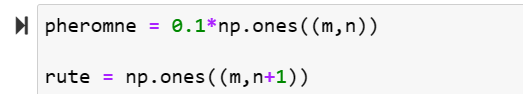 pheromne = 0.1*np.ones((m,n))
rute = np.ones((m,n+1))